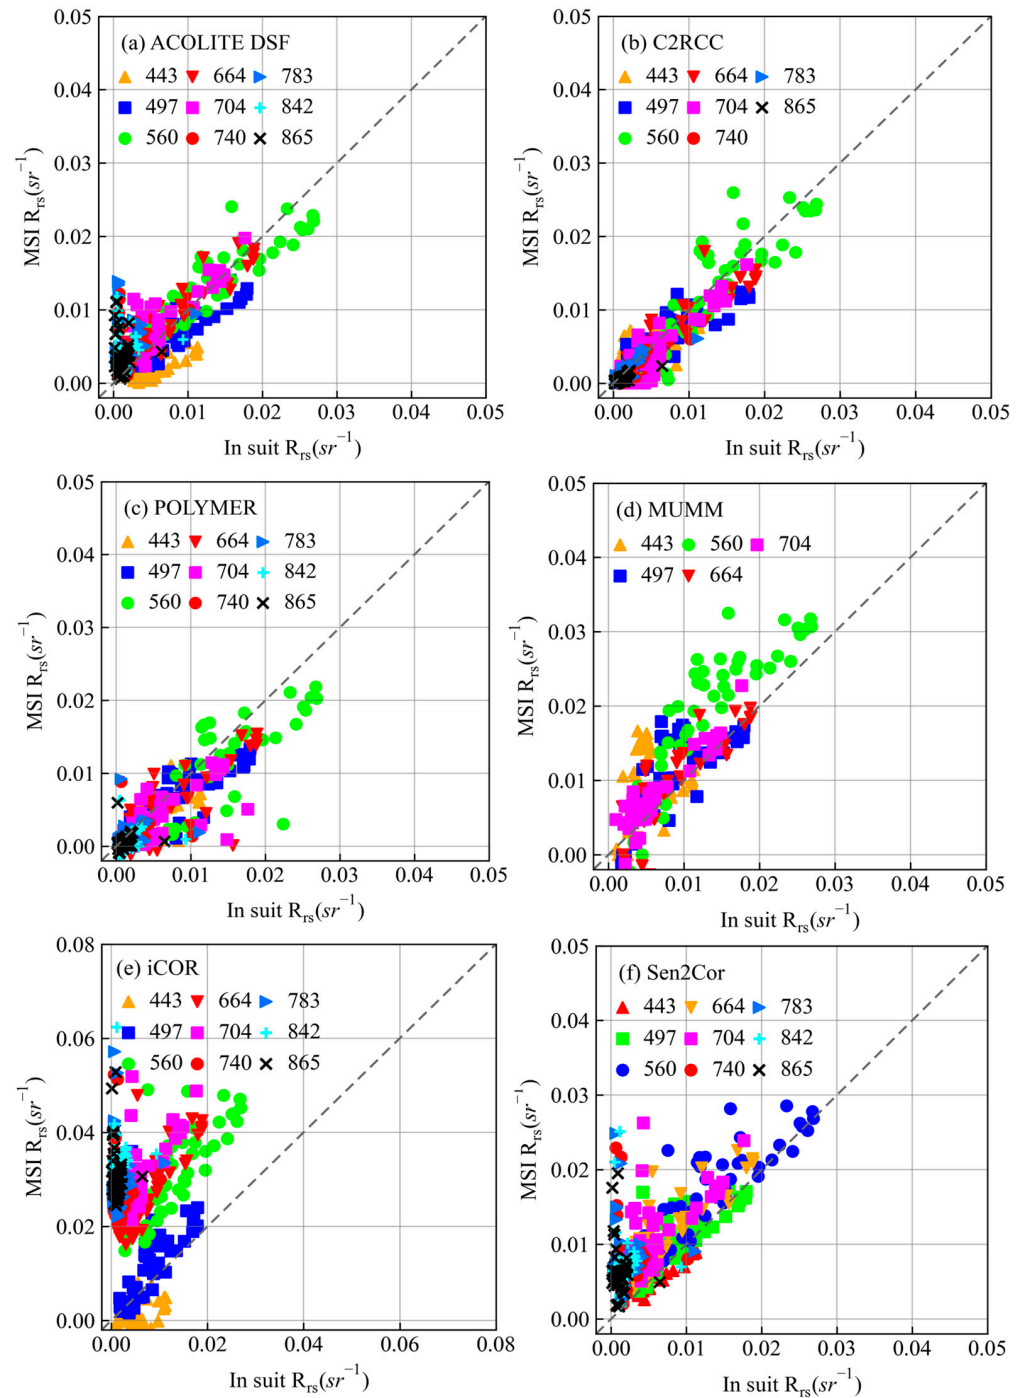 (a) ACOLITE DSF
443 664 783
497 704 842
560 740 865
0.05
0.04
0.03
0.02
0.01
0.00
MSI Rrs(sr−1)
0.00 0.01 0.02 0.03 0.04 0.05
In suit Rrs(sr−1)
(b) C2RCC
443 664 783
497 704 865
560 740
0.05
0.04
0.03
0.02
0.01
0.00
MSI Rrs(sr−1)
0.00 0.01 0.02 0.03 0.04 0.05
In suit Rrs(sr−1)
(c) POLYMER
443 664 783
497 704 842
560 740 865
0.05
0.04
0.03
0.02
0.01
0.00
MSI Rrs(sr−1)
0.00 0.01 0.02 0.03 0.04 0.05
In suit Rrs(sr−1)
(d) MUMM
443 560 704
497 664
0.05
0.04
0.03
0.02
0.01
0.00
MSI Rrs(sr−1)
0.00 0.01 0.02 0.03 0.04 0.05
In suit Rrs(sr−1)
(e) iCOR
443 664 783
497 704 842
560 740 865
0.08
0.06
0.04
0.02
0.00
MSI Rrs(sr−1)
0.00 0.02 0.04 0.06 0.08
In suit Rrs(sr−1)
(f) Sen2Cor
443 664 783
497 704 842
560 740 865
0.05
0.04
0.03
0.02
0.01
0.00
MSI Rrs(sr−1)
0.00 0.01 0.02 0.03 0.04 0.05
In suit Rrs(sr−1)